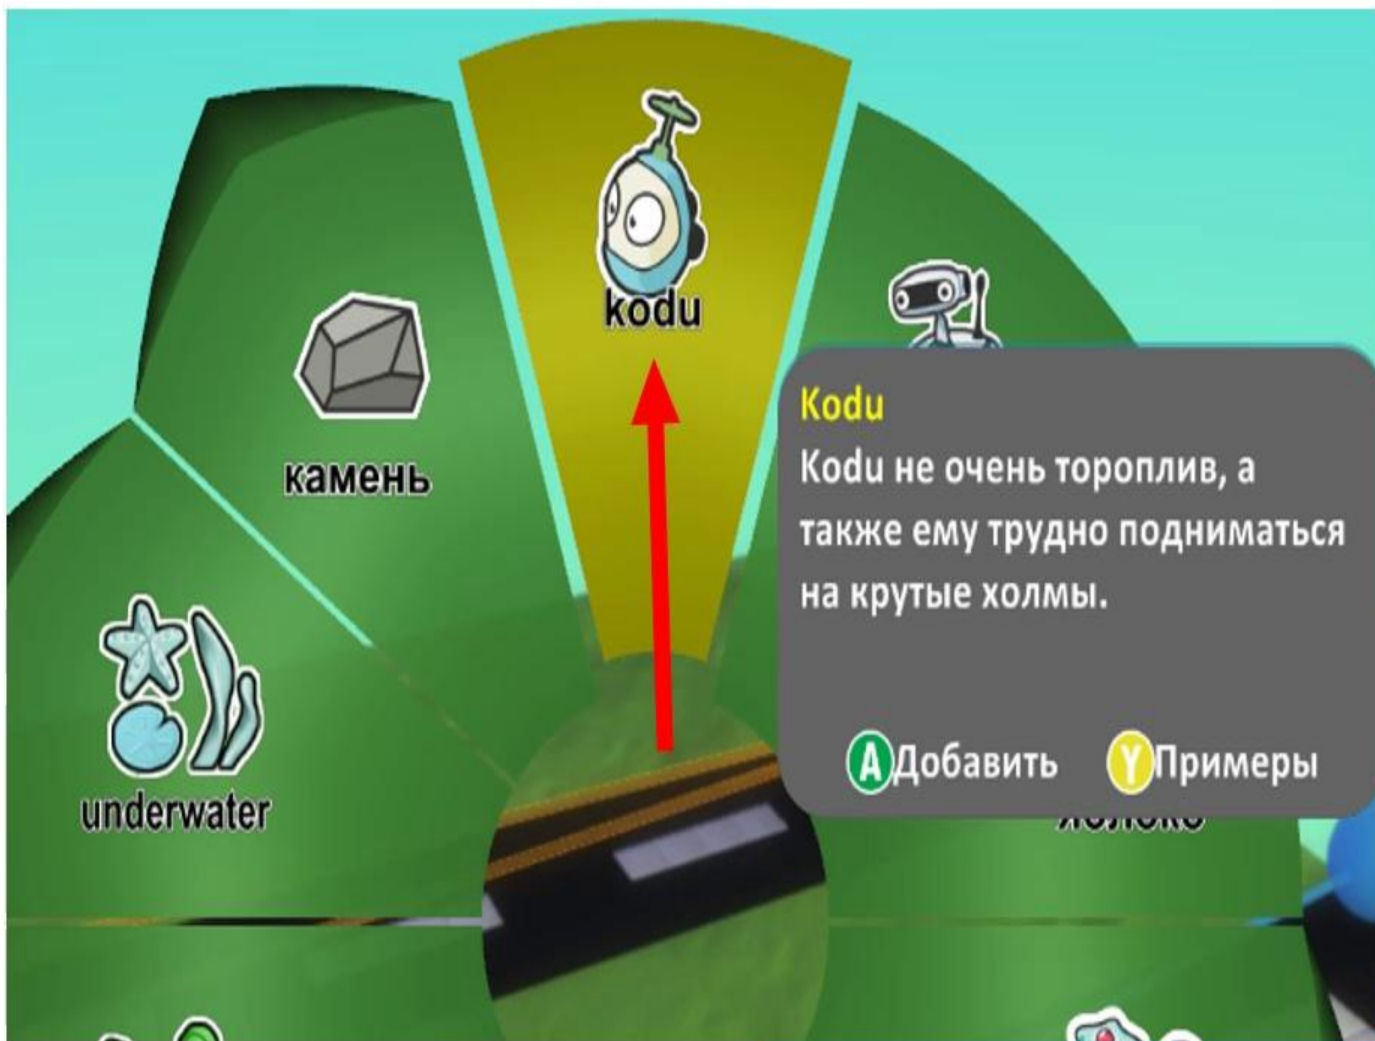 kodu
камень
underwater
Kodu
Kodu не очень тороплив, а
также ему трудно подниматься
на крутые холмы.
A Добавить Y Примеры